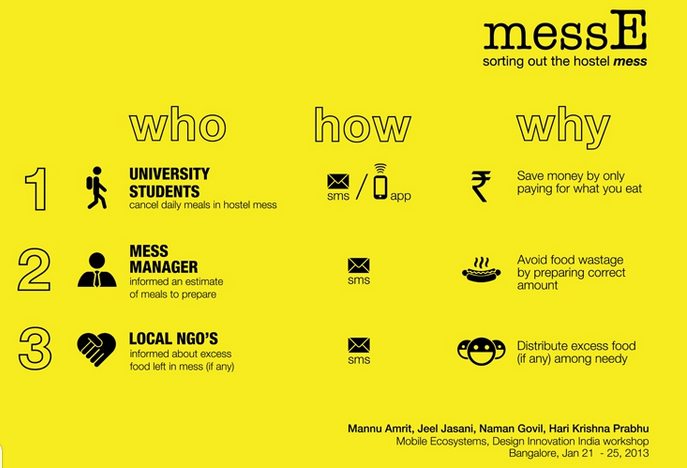 messE
sorting out the hostel mess
who how why
1
UNIVERSITY
STUDENTS
cancel daily meals in hostel mess
sms / app
₹
Save money by only
paying for what you eat
2
MESS
MANAGER
informed an estimate
of meals to prepare
sms
Avoid food wastage
by preparing correct
amount
3
LOCAL NGO'S
informed about excess
food left in mess (if any)
sms
Distribute excess food
(if any) among needy
Mannu Amrit, Jeel Jasani, Naman Govil, Hari Krishna Prabhu
Mobile Ecosystems, Design Innovation India workshop
Bangalore, Jan 21 - 25, 2013